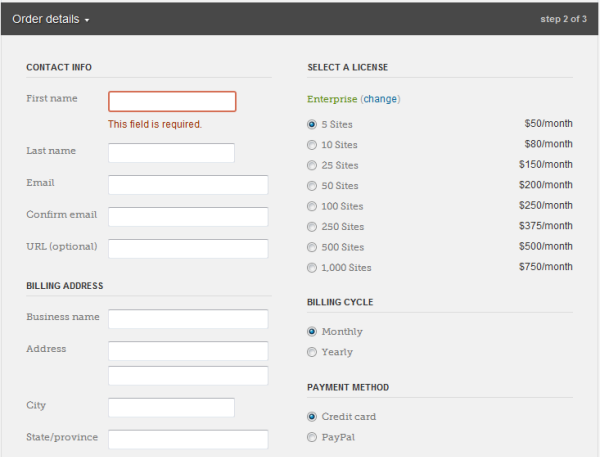 Order details
step 2 of 3
CONTACT INFO
First name
This field is required.
Last name
Email
Confirm email
URL (optional)
BILLING ADDRESS
Business name
Address
City
State/province
SELECT A LICENSE
Enterprise (change)
5 Sites $50/month
10 Sites $80/month
25 Sites $150/month
50 Sites $200/month
100 Sites $250/month
250 Sites $375/month
500 Sites $500/month
1,000 Sites $750/month
BILLING CYCLE
Monthly
Yearly
PAYMENT METHOD
Credit card
PayPal